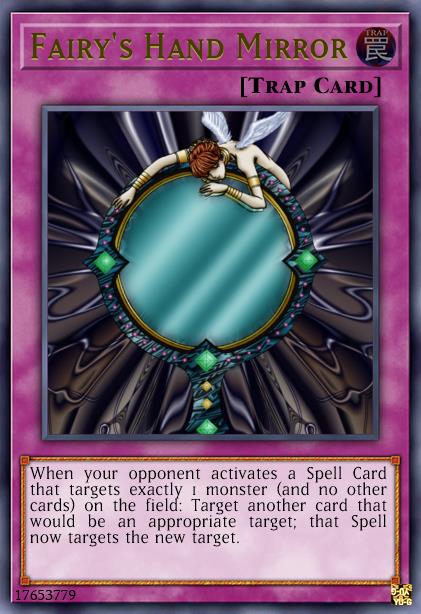 Fairy's Hand Mirror
TRAP
罠
[Trap Card]
When your opponent activates a Spell Card
that targets exactly 1 monster (and no other
cards) on the field: Target another card that
would be an appropriate target; that Spell
now targets the new target.
17653779